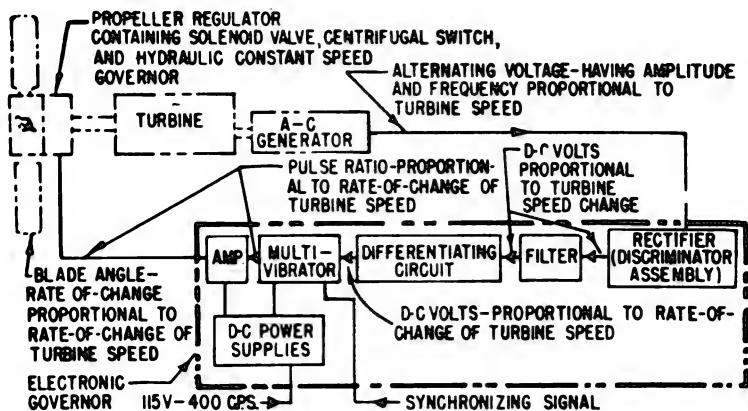 PROPELLER REGULATOR
CONTAINING SOLENOID VALVE, CENTRIFUGAL SWITCH,
AND HYDRAULIC CONSTANT SPEED
GOVERNOR
ALTERNATING VOLTAGE-HAVING AMPLITUDE
AND FREQUENCY PROPORTIONAL TO
TURBINE SPEED
TURBINE
A-C
GENERATOR
PULSE RATIO-PROPORTION-
AL TO RATE-OF-CHANGE OF
TURBINE SPEED
D-C VOLTS
PROPORTIONAL
TO TURBINE
SPEED CHANGE
AMP
MULTI-
VIBRATOR
DIFFERENTIATING
CIRCUIT
FILTER
RECTIFIER
(DISCRIMINATOR
ASSEMBLY)
BLADE ANGLE-
RATE OF-CHANGE
PROPORTIONAL TO
RATE-OF-CHANGE OF
TURBINE SPEED
D-C VOLTS-PROPORTIONAL TO RATE-OF-
CHANGE OF TURBINE SPEED
D-C POWER
SUPPLIES
ELECTRONIC
GOVERNOR
115V-400 C.P.S.
SYNCHRONIZING SIGNAL